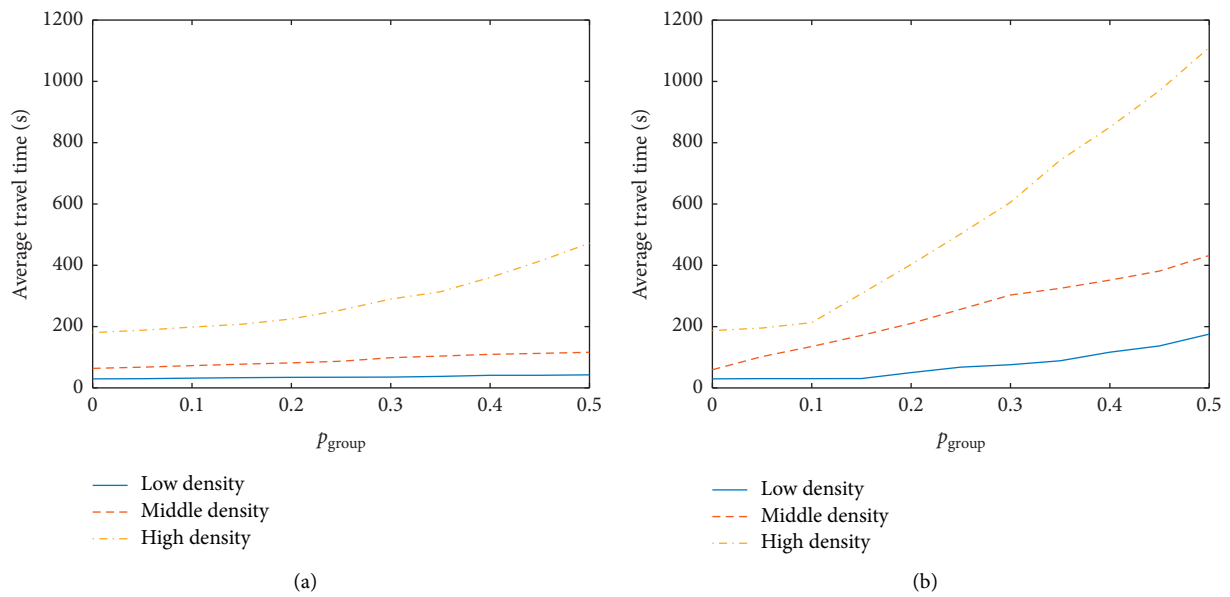 1200
1000
800
600
400
200
0
Average travel time (s)
0 0.1 0.2 0.3 0.4 0.5
p_group
Low density
Middle density
High density
(a)
1200
1000
800
600
400
200
0
Average travel time (s)
0 0.1 0.2 0.3 0.4 0.5
p_group
Low density
Middle density
High density
(b)